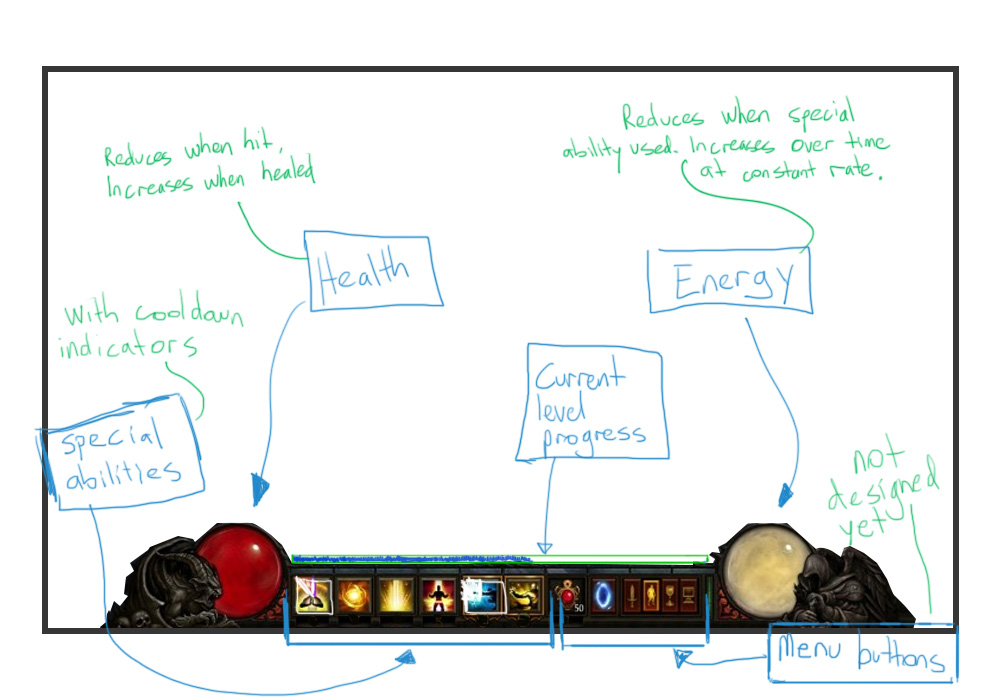 Reduces when hit,
Increases when healed
Reduces when special
ability used. Increases over time
at constant rate.
Health
Energy
With cooldown
indicators
Current
level
progress
special
abilities
not
designed
yet
50
Menu buttons